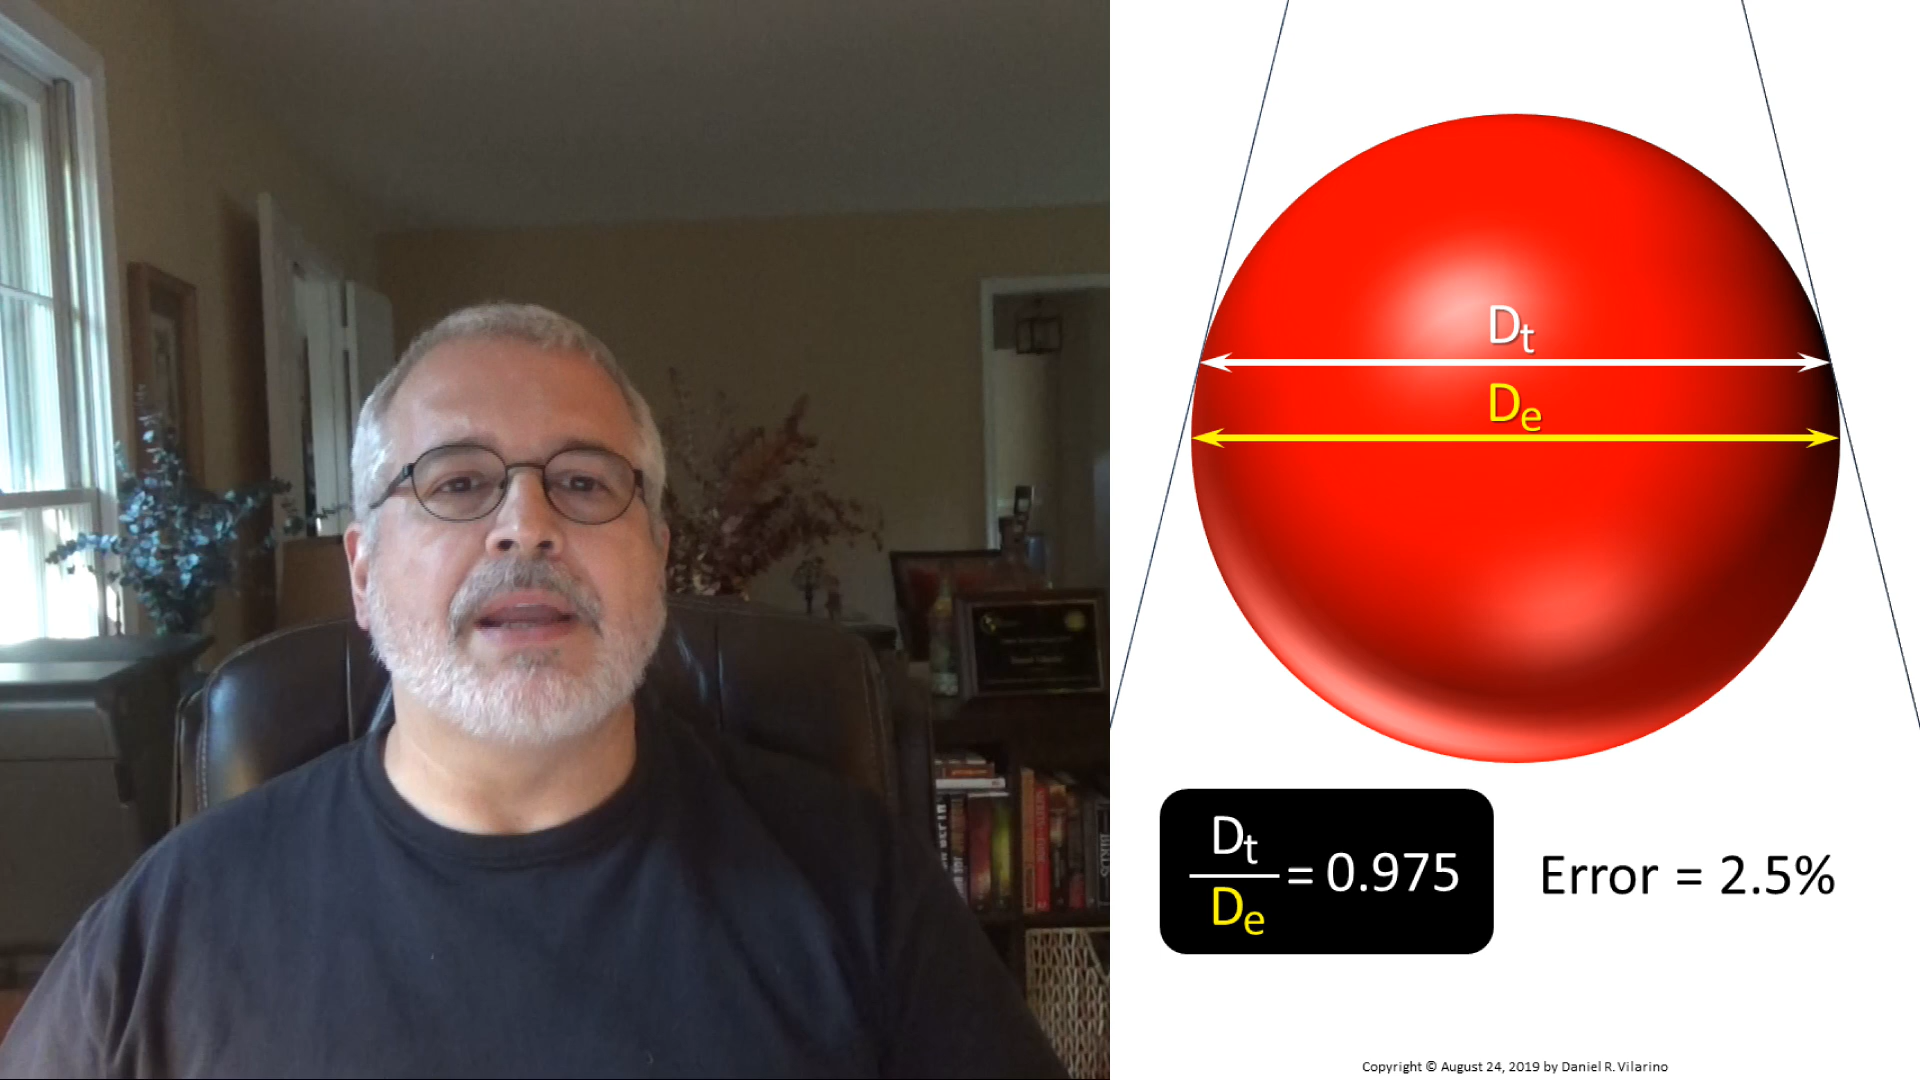 Dt
De
Dt
De
= 0.975
Error = 2.5%
Copyright © August 24, 2019 by Daniel R. Vilarino